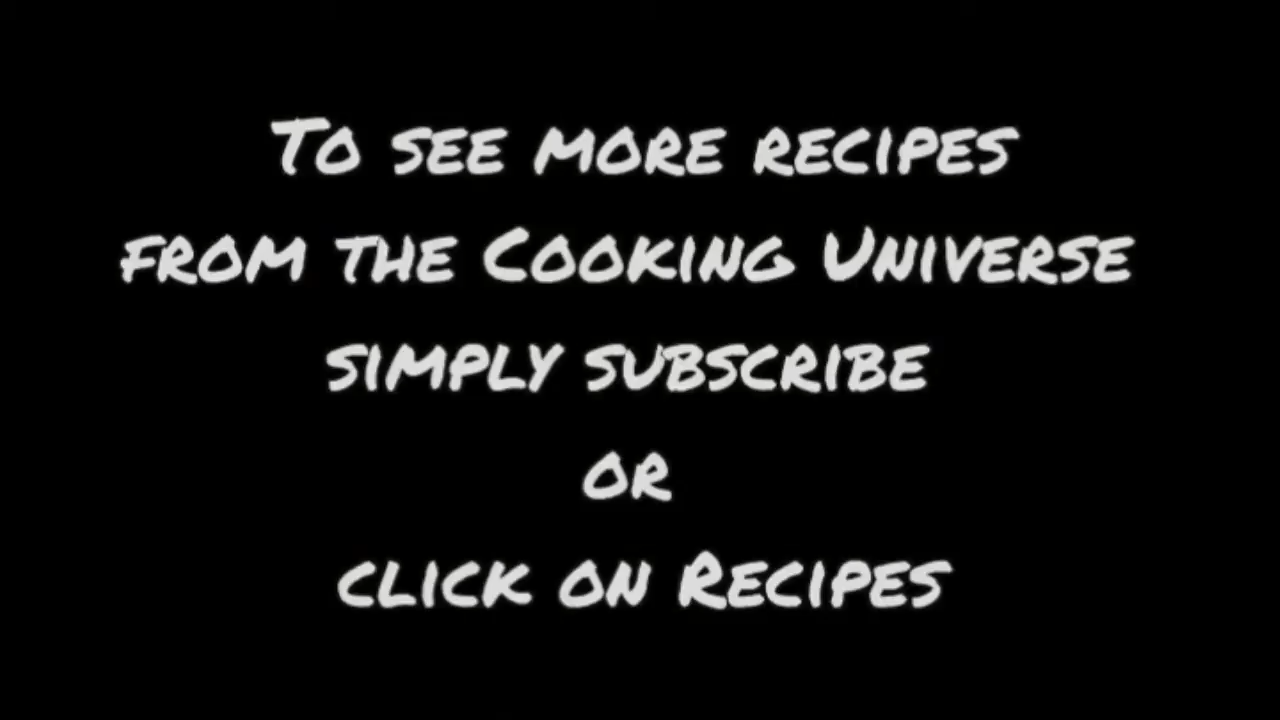 To see more recipes
from the Cooking Universe
simply subscribe
or
click on Recipes